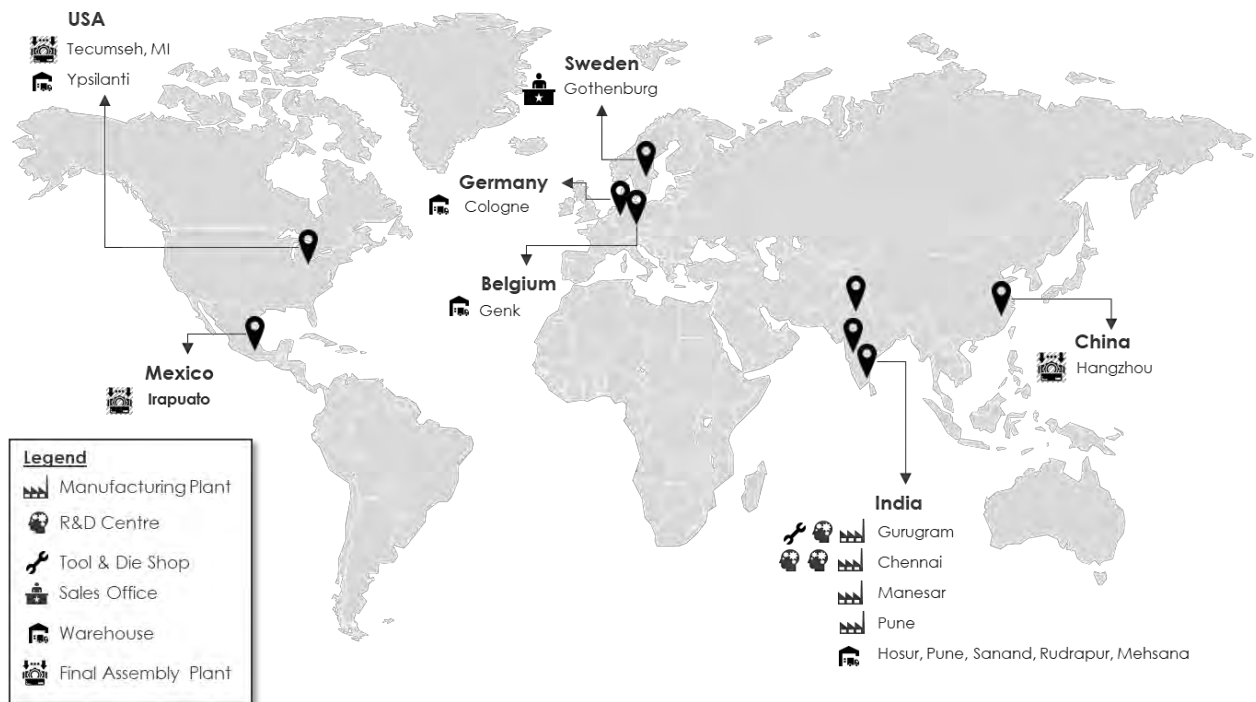 USA
Tecumseh, MI
Ypsilanti
Sweden
Gothenburg
Germany
Cologne
Belgium
Genk
Mexico
Irapuato
China
Hangzhou
India
Gurugram
Chennai
Manesar
Pune
Hosur, Pune, Sanand, Rudrapur, Mehsana
Legend
Manufacturing Plant
R&D Centre
Tool & Die Shop
Sales Office
Warehouse
Final Assembly Plant